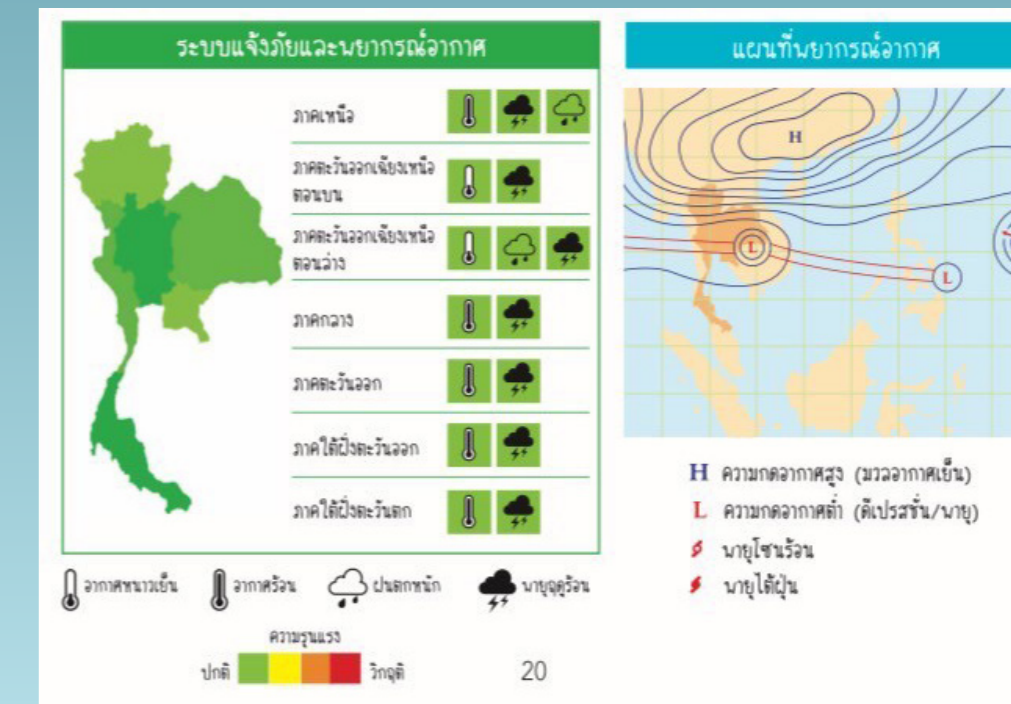 ระบบแจ้งภัยและพยากรณ์อากาศ
ภาคเหนือ
ภาคตะวันออกเฉียงเหนือ
ตอนบน
ภาคตะวันออกเฉียงเหนือ
ตอนล่าง
ภาคกลาง
ภาคตะวันออก
ภาคใต้ฝั่งตะวันออก
ภาคใต้ฝั่งตะวันตก
อากาศหนาวเย็น
อากาศร้อน
ฝนตกหนัก
พายุฤดูร้อน
ความรุนแรง
ปกติ
วิกฤติ
20
แผนที่พยากรณ์อากาศ
H
L
L
H ความกดอากาศสูง (มวลอากาศเย็น)
L ความกดอากาศต่ำ (ดีเปรสชั่น/พายุ)
พายุโซนร้อน
พายุไต้ฝุ่น